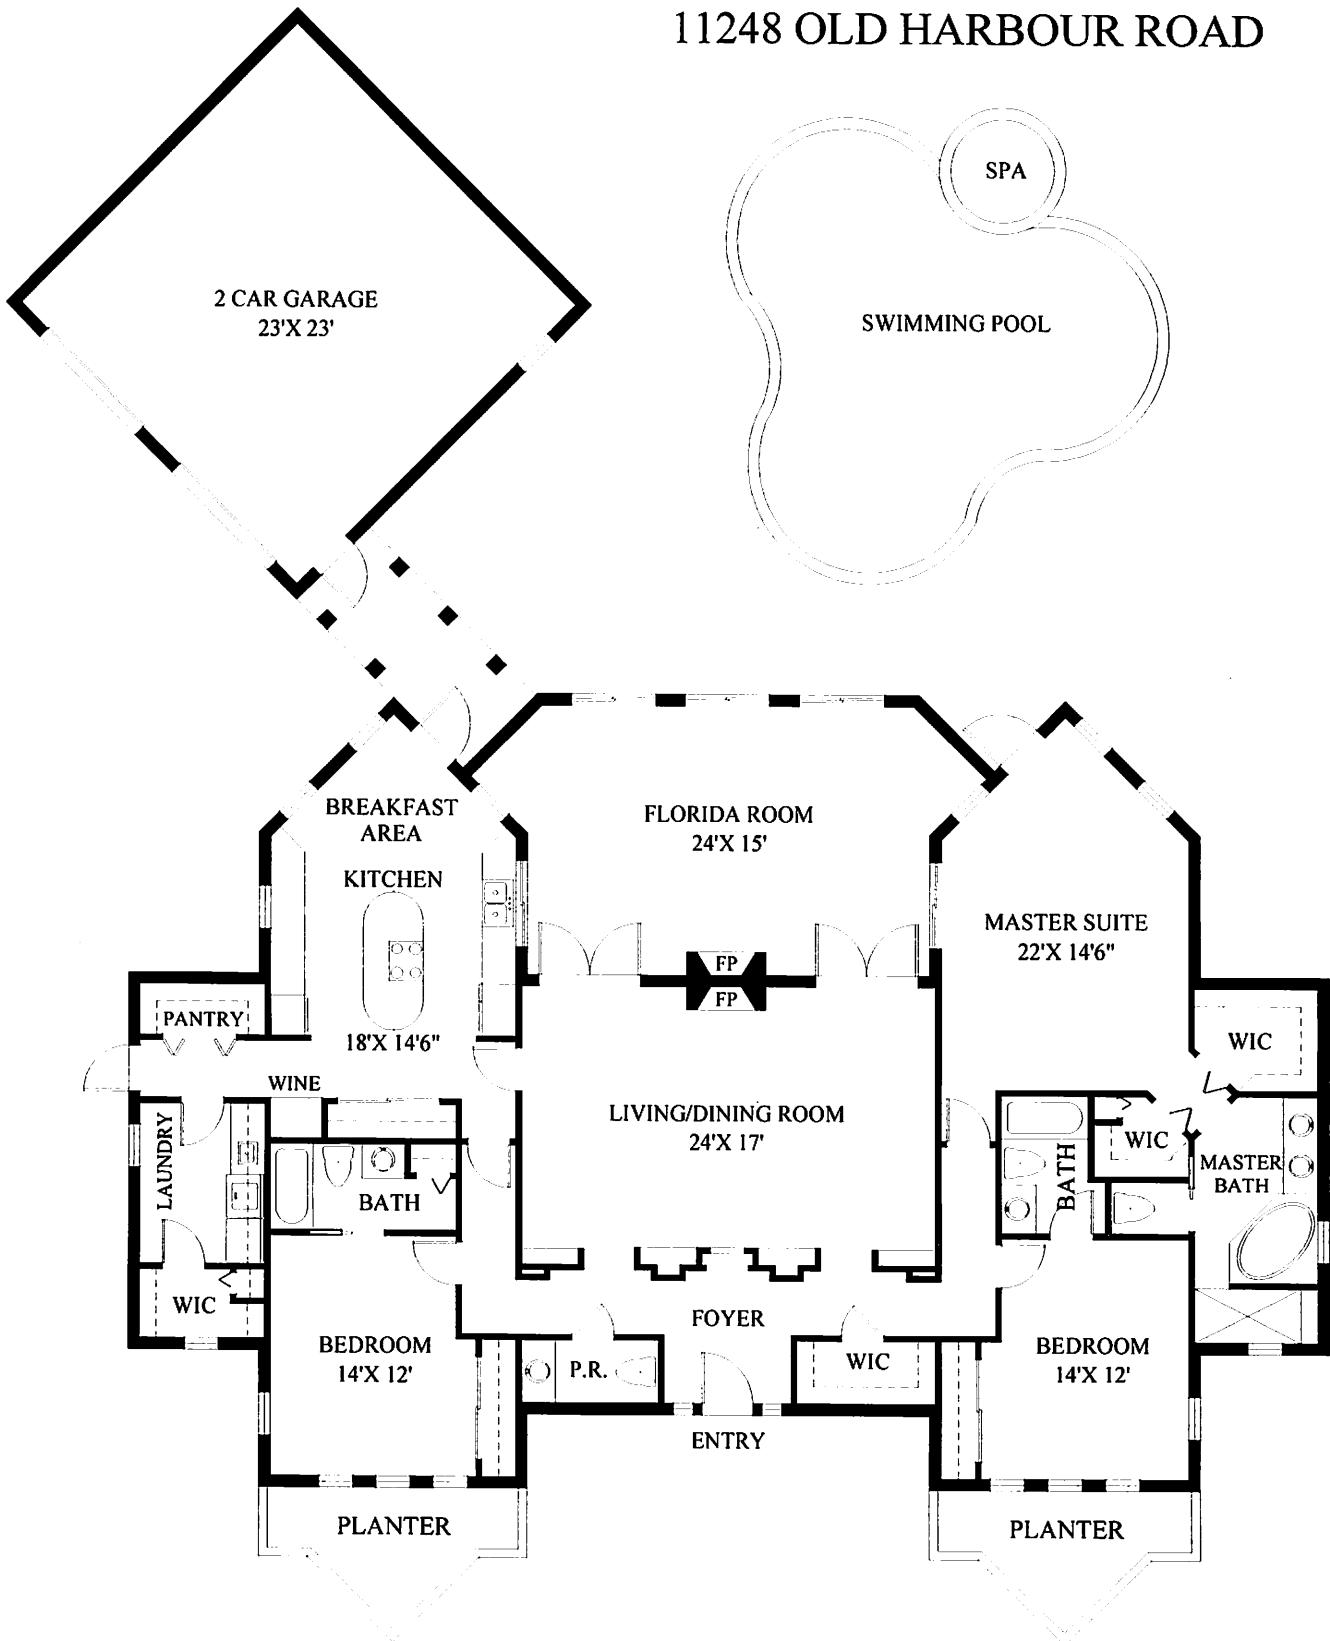 11248 OLD HARBOUR ROAD
SPA
2 CAR GARAGE
23'X 23'
SWIMMING POOL
BREAKFAST
AREA
FLORIDA ROOM
24'X 15'
KITCHEN
MASTER SUITE
22'X 14'6"
FP
FP
PANTRY
18'X 14'6"
WIC
WINE
LIVING/DINING ROOM
24'X 17'
LAUNDRY
BATH
BATH
WIC
MASTER
BATH
WIC
FOYER
BEDROOM
14'X 12'
P.R.
WIC
BEDROOM
14'X 12'
ENTRY
PLANTER
PLANTER